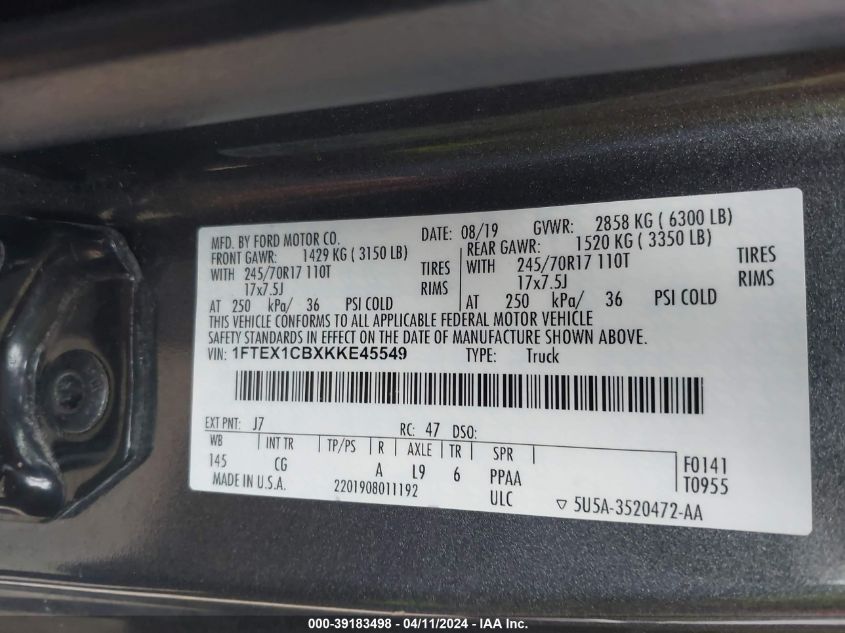 MFD. BY FORD MOTOR CO. DATE: 08/19 GVWR: 2858 KG ( 6300 LB)
FRONT GAWR: 1429 KG ( 3150 LB) REAR GAWR: 1520 KG ( 3350 LB)
WITH 245/70R17 110T TIRES WITH 245/70R17 110T TIRES
17x7.5J RIMS 17x7.5J RIMS
AT 250 kPa/ 36 PSI COLD AT 250 kPa/ 36 PSI COLD
THIS VEHICLE CONFORMS TO ALL APPLICABLE FEDERAL MOTOR VEHICLE
SAFETY STANDARDS IN EFFECT ON THE DATE OF MANUFACTURE SHOWN ABOVE.
VIN: 1FTEX1CBXKKE45549 TYPE: Truck
EXT PNT: J7 RC: 47 DSO:
WB INT TR TP/PS R AXLE TR SPR
145 CG A L9 6 PPAA F0141
MADE IN U.S.A. 2201908011192 ULC T0955
▽ 5U5A-3520472-AA
000-39183498 - 04/11/2024 - IAA Inc.